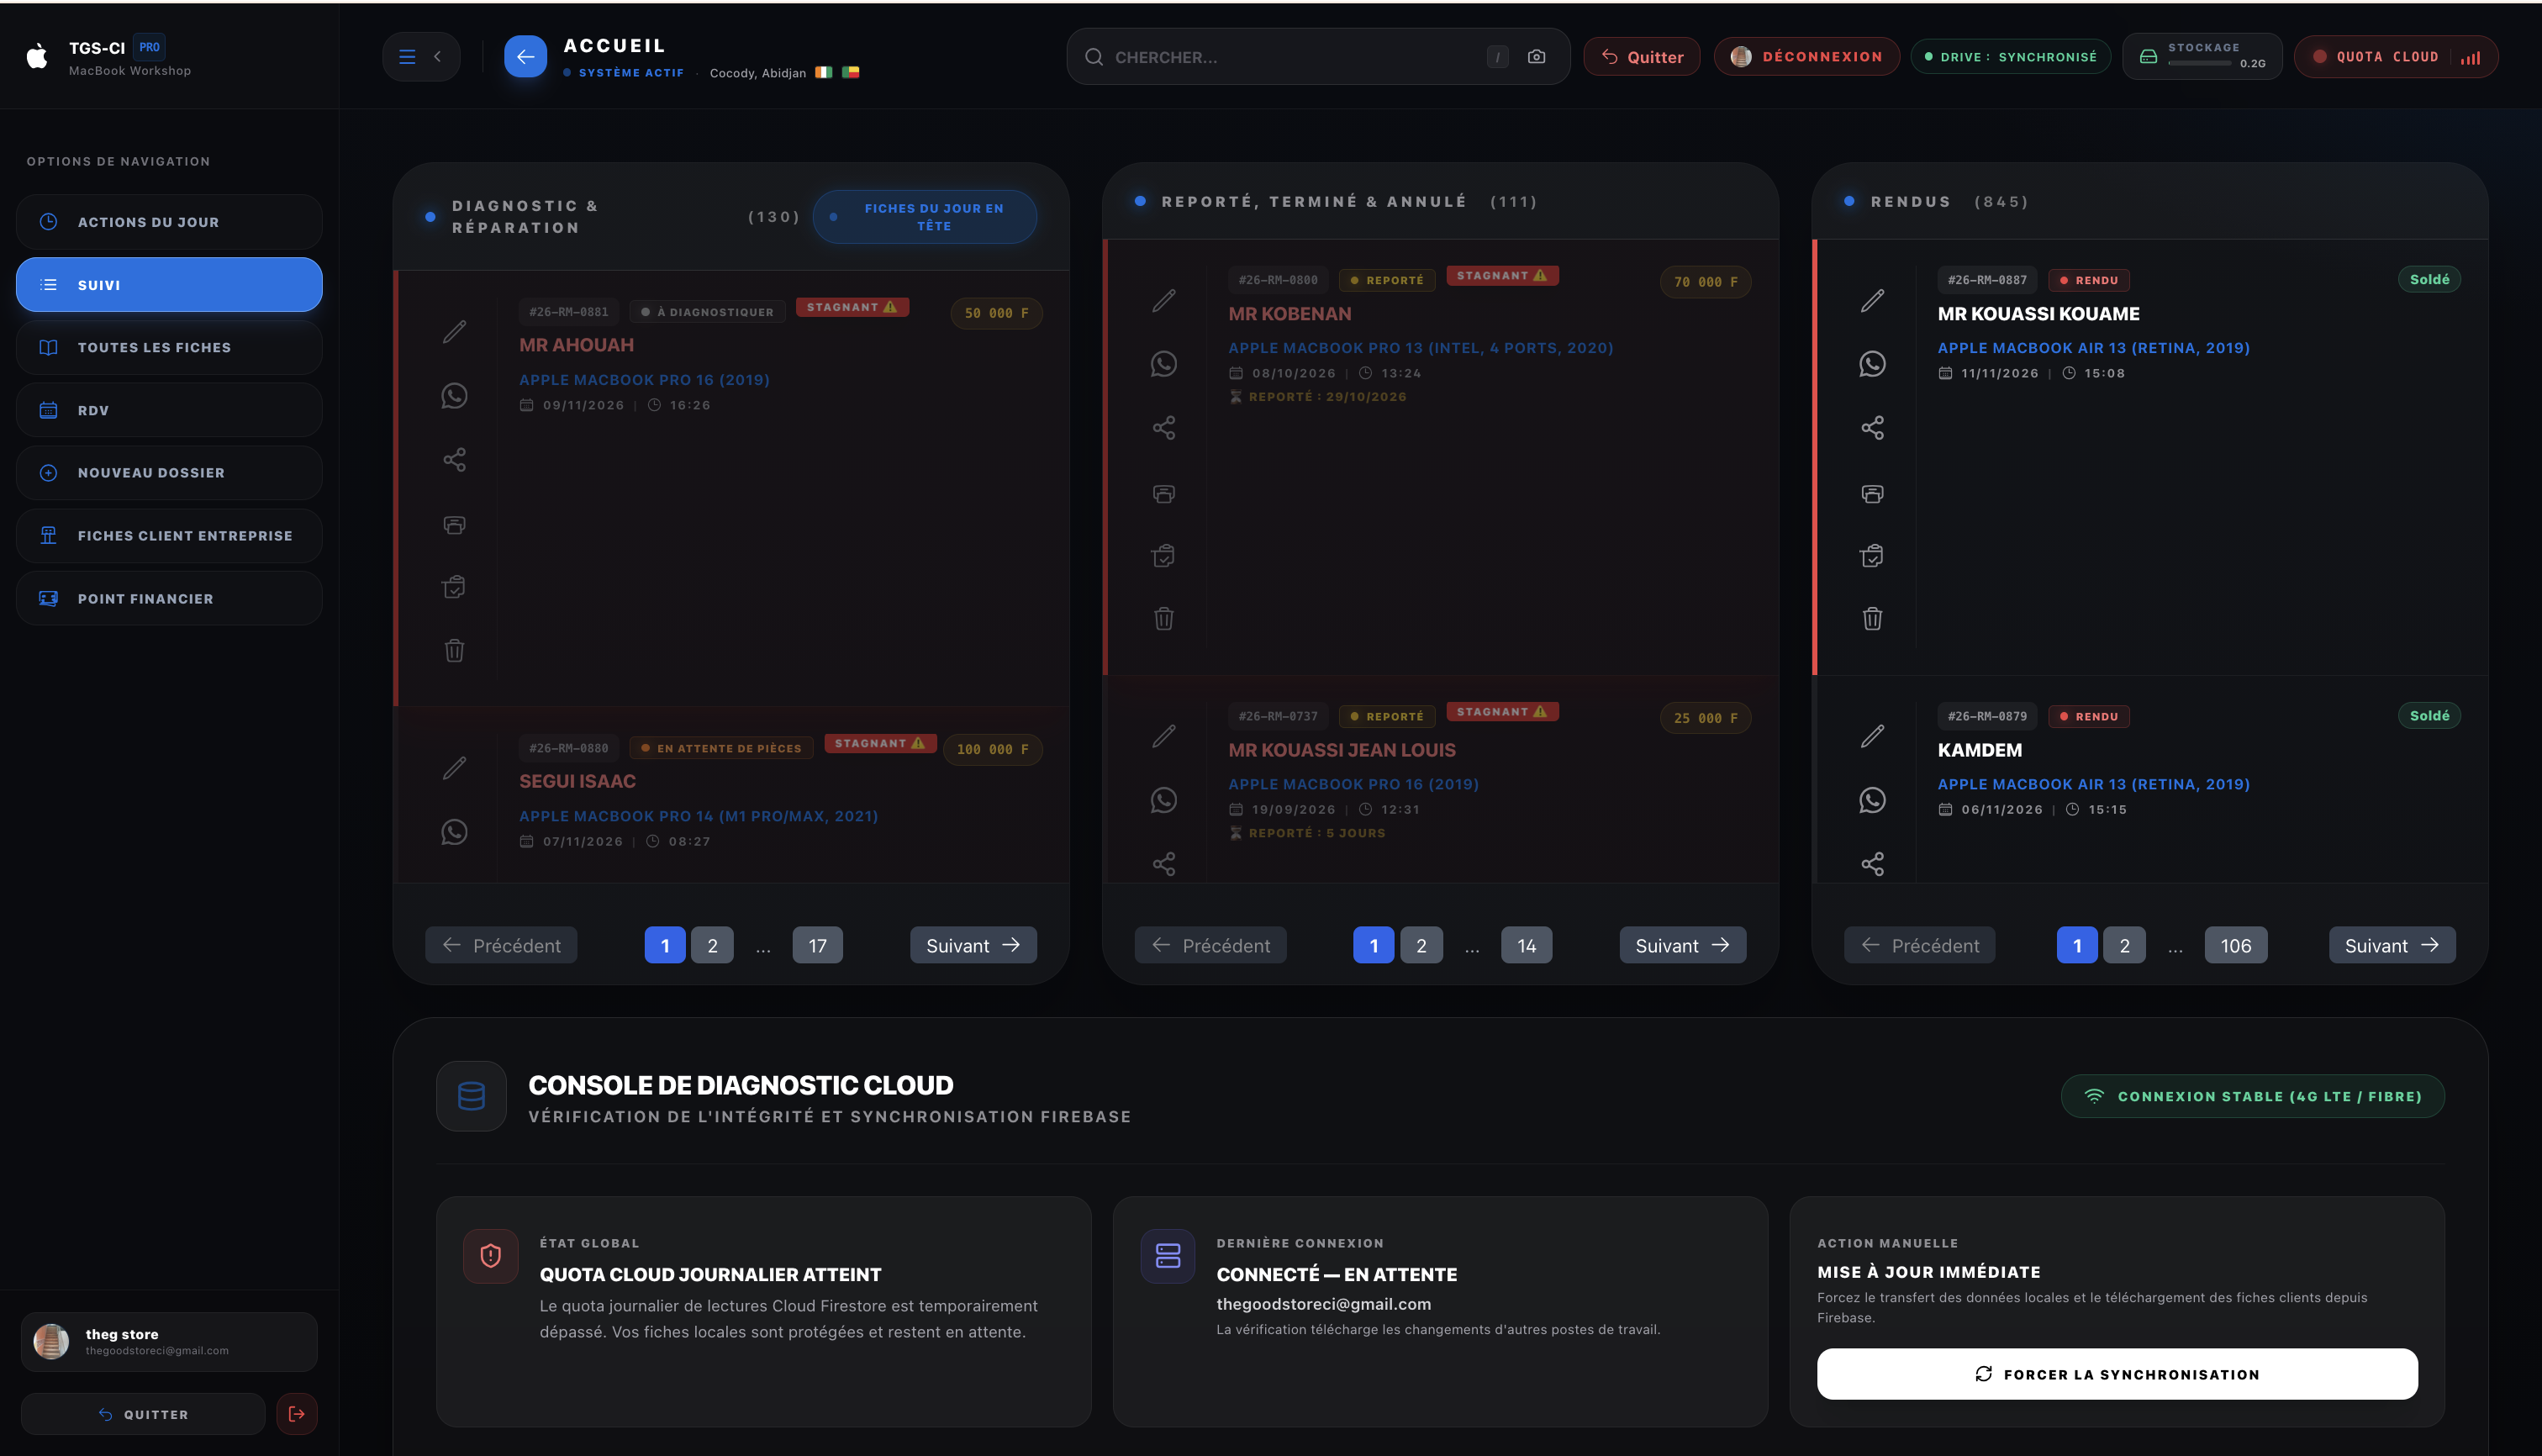 TGS-CI PRO
MacBook Workshop
ACCUEIL
SYSTÈME ACTIF · Cocody, Abidjan
CHERCHER... /
Quitter
DÉCONNEXION
DRIVE : SYNCHRONISÉ
STOCKAGE
0.2G
QUOTA CLOUD
OPTIONS DE NAVIGATION
ACTIONS DU JOUR
SUIVI
TOUTES LES FICHES
RDV
NOUVEAU DOSSIER
FICHES CLIENT ENTREPRISE
POINT FINANCIER
theg store
thegoodstoreci@gmail.com
QUITTER
DIAGNOSTIC &
RÉPARATION
(130)
FICHES DU JOUR EN
TÊTE
#26-RM-0881 À DIAGNOSTIQUER STAGNANT ⚠️ 50 000 F
MR AHOUAH
APPLE MACBOOK PRO 16 (2019)
09/11/2026 | 16:26
#26-RM-0880 EN ATTENTE DE PIÈCES STAGNANT ⚠️ 100 000 F
SEGUI ISAAC
APPLE MACBOOK PRO 14 (M1 PRO/MAX, 2021)
07/11/2026 | 08:27
← Précédent 1 2 ... 17 Suivant →
REPORTÉ, TERMINÉ & ANNULÉ (111)
#26-RM-0800 REPORTÉ STAGNANT ⚠️ 70 000 F
MR KOBENAN
APPLE MACBOOK PRO 13 (INTEL, 4 PORTS, 2020)
08/10/2026 | 13:24
⏳ REPORTÉ : 29/10/2026
#26-RM-0737 REPORTÉ STAGNANT ⚠️ 25 000 F
MR KOUASSI JEAN LOUIS
APPLE MACBOOK PRO 16 (2019)
19/09/2026 | 12:31
⏳ REPORTÉ : 5 JOURS
← Précédent 1 2 ... 14 Suivant →
RENDUS (845)
#26-RM-0887 RENDU Soldé
MR KOUASSI KOUAME
APPLE MACBOOK AIR 13 (RETINA, 2019)
11/11/2026 | 15:08
#26-RM-0879 RENDU Soldé
KAMDEM
APPLE MACBOOK AIR 13 (RETINA, 2019)
06/11/2026 | 15:15
← Précédent 1 2 ... 106 Suivant →
CONSOLE DE DIAGNOSTIC CLOUD
VÉRIFICATION DE L'INTÉGRITÉ ET SYNCHRONISATION FIREBASE
CONNEXION STABLE (4G LTE / FIBRE)
ÉTAT GLOBAL
QUOTA CLOUD JOURNALIER ATTEINT
Le quota journalier de lectures Cloud Firestore est temporairement
dépassé. Vos fiches locales sont protégées et restent en attente.
DERNIÈRE CONNEXION
CONNECTÉ — EN ATTENTE
thegoodstoreci@gmail.com
La vérification télécharge les changements d'autres postes de travail.
ACTION MANUELLE
MISE À JOUR IMMÉDIATE
Forcez le transfert des données locales et le téléchargement des fiches clients depuis
Firebase.
FORCER LA SYNCHRONISATION